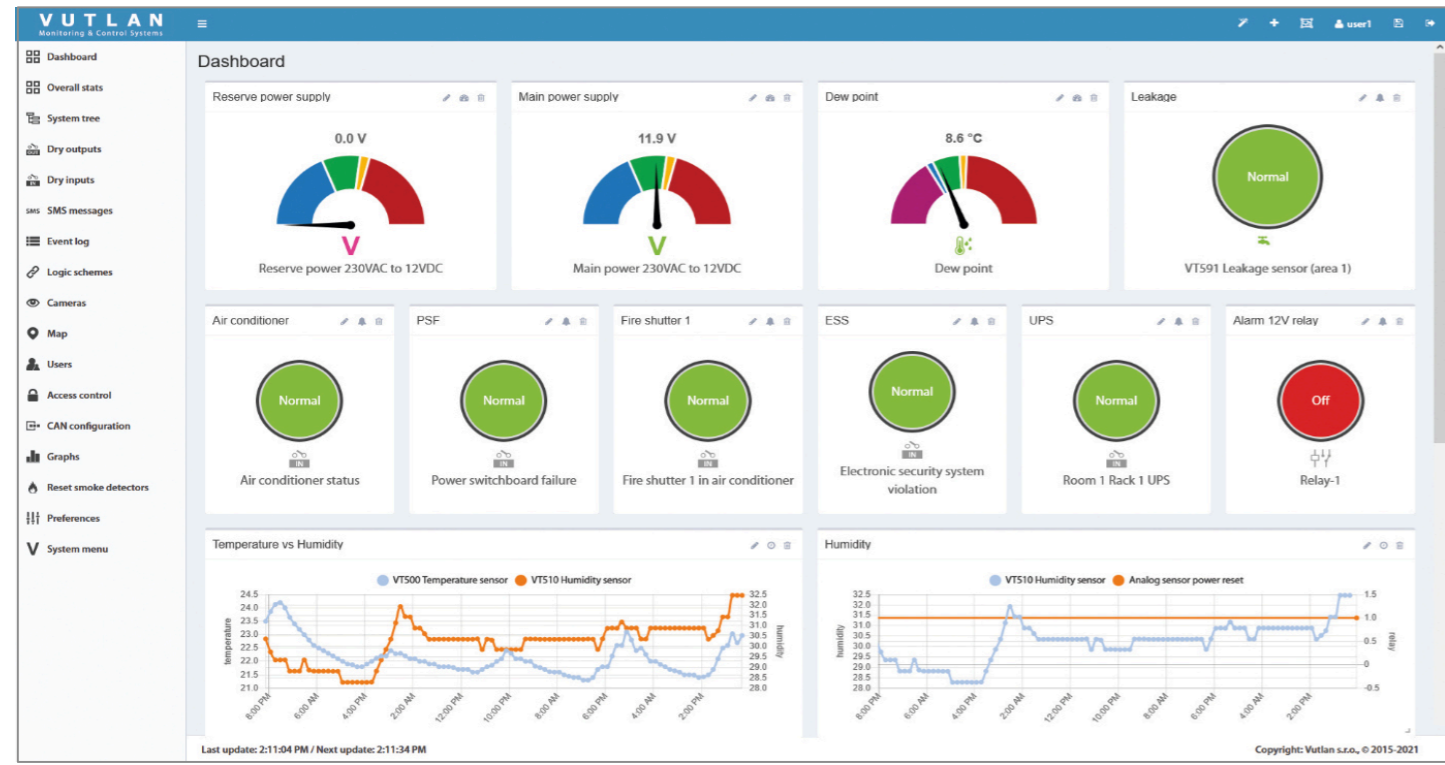 VUTLAN
Monitoring & Control Systems
user1
Dashboard
Overall stats
System tree
Dry outputs
Dry inputs
SMS SMS messages
Event log
Logic schemes
Cameras
Map
Users
Access control
CAN configuration
Graphs
Reset smoke detectors
Preferences
V System menu
Dashboard
Reserve power supply
0.0 V
V
Reserve power 230VAC to 12VDC
Main power supply
11.9 V
V
Main power 230VAC to 12VDC
Dew point
8.6 °C
Dew point
Leakage
Normal
VT591 Leakage sensor (area 1)
Air conditioner
Normal
IN
Air conditioner status
PSF
Normal
IN
Power switchboard failure
Fire shutter 1
Normal
IN
Fire shutter 1 in air conditioner
ESS
Normal
IN
Electronic security system
violation
UPS
Normal
IN
Room 1 Rack 1 UPS
Alarm 12V relay
Off
Relay-1
Temperature vs Humidity
VT500 Temperature sensor VT510 Humidity sensor
temperature
24.5
24.0
23.5
23.0
22.5
22.0
21.5
21.0
32.5
32.0
31.5
31.0
30.5
30.0
29.5
29.0
28.5
28.0
humidity
8:00 PM 6:00 AM 4:00 PM 2:00 AM 12:00 PM 10:00 PM 8:00 AM 6:00 PM 4:00 AM 2:00 PM
Humidity
VT510 Humidity sensor Analog sensor power reset
humidity
32.5
32.0
31.5
31.0
30.5
30.0
29.5
29.0
28.5
28.0
1.5
1.0
0.5
0
-0.5
relay
8:00 PM 6:00 AM 4:00 PM 2:00 AM 12:00 PM 10:00 PM 8:00 AM 6:00 PM 4:00 AM 2:00 PM
Last update: 2:11:04 PM / Next update: 2:11:34 PM
Copyright: Vutlan s.r.o., © 2015-2021